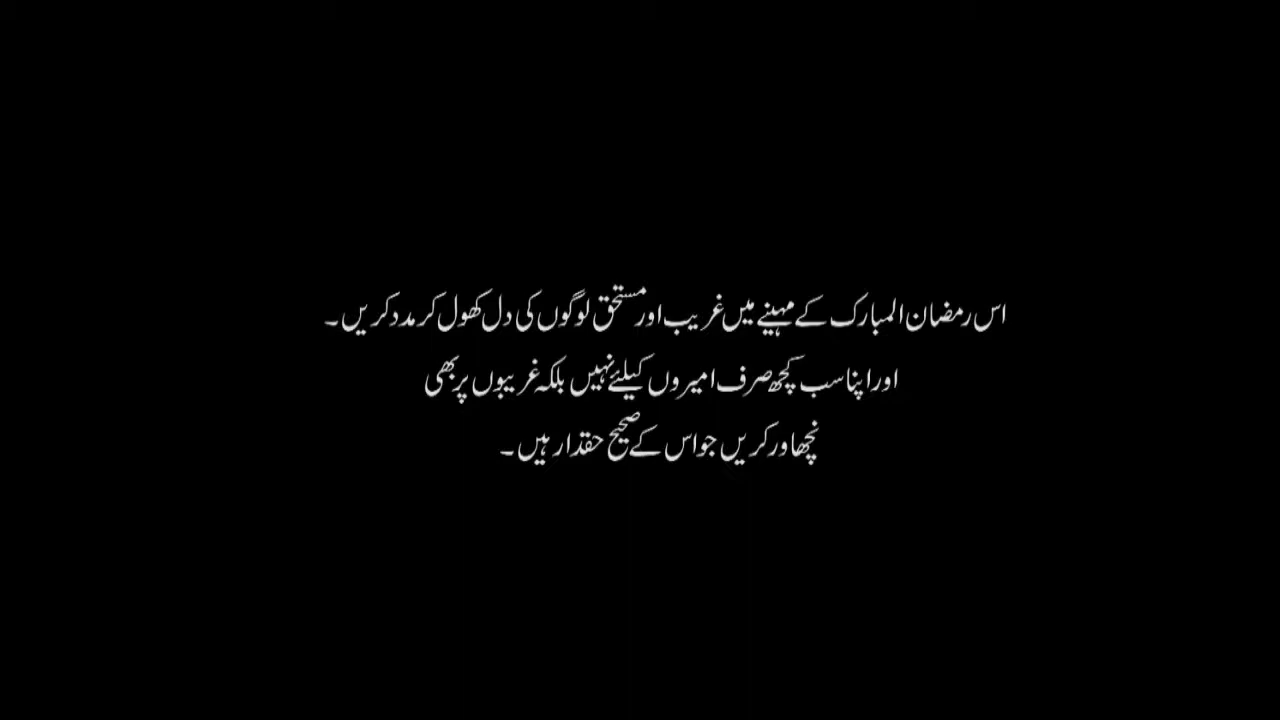 اس رمضان المبارک کے مہینے میں غریب اور مستحق لوگوں کی دل کھول کر مدد کریں۔
اور اپنا سب کچھ صرف امیروں کیلئے نہیں بلکہ غریبوں پر بھی
نچھاور کریں جو اس کے صحیح حقدار ہیں۔